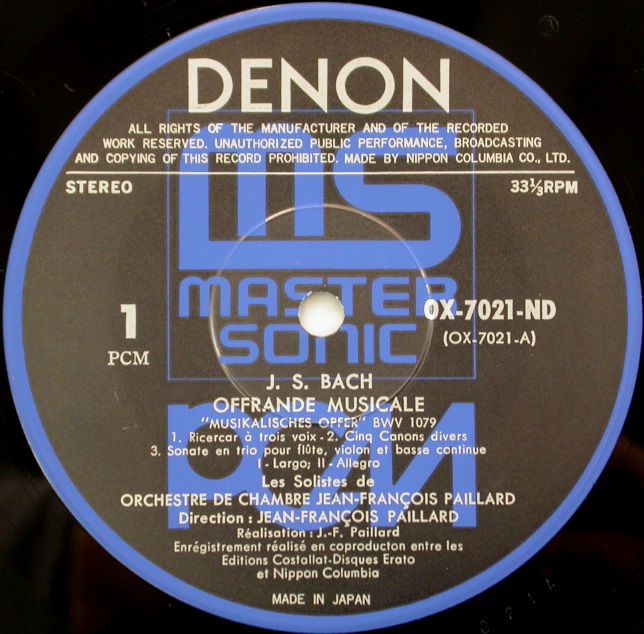 DENON
ALL RIGHTS OF THE MANUFACTURER AND OF THE RECORDED
WORK RESERVED. UNAUTHORIZED PUBLIC PERFORMANCE, BROADCASTING
AND COPYING OF THIS RECORD PROHIBITED. MADE BY NIPPON COLUMBIA CO., LTD.
STEREO
33⅓RPM
MS
MASTER
SONIC
1
PCM
OX-7021-ND
(OX-7021-A)
PCM
J. S. BACH
OFFRANDE MUSICALE
"MUSIKALISCHES OPFER" BWV 1079
1. Ricercar à trois voix - 2. Cinq Canons divers
3. Sonate en trio pour flûte, violon et basse continue
I - Largo; II - Allegro
Les Solistes de
ORCHESTRE DE CHAMBRE JEAN-FRANÇOIS PAILLARD
Direction : JEAN-FRANÇOIS PAILLARD
Réalisation : J.-F. Paillard
Enrégistrement réalisé en coproducton entre les
Editions Costallat-Disques Erato
et Nippon Columbia
MADE IN JAPAN